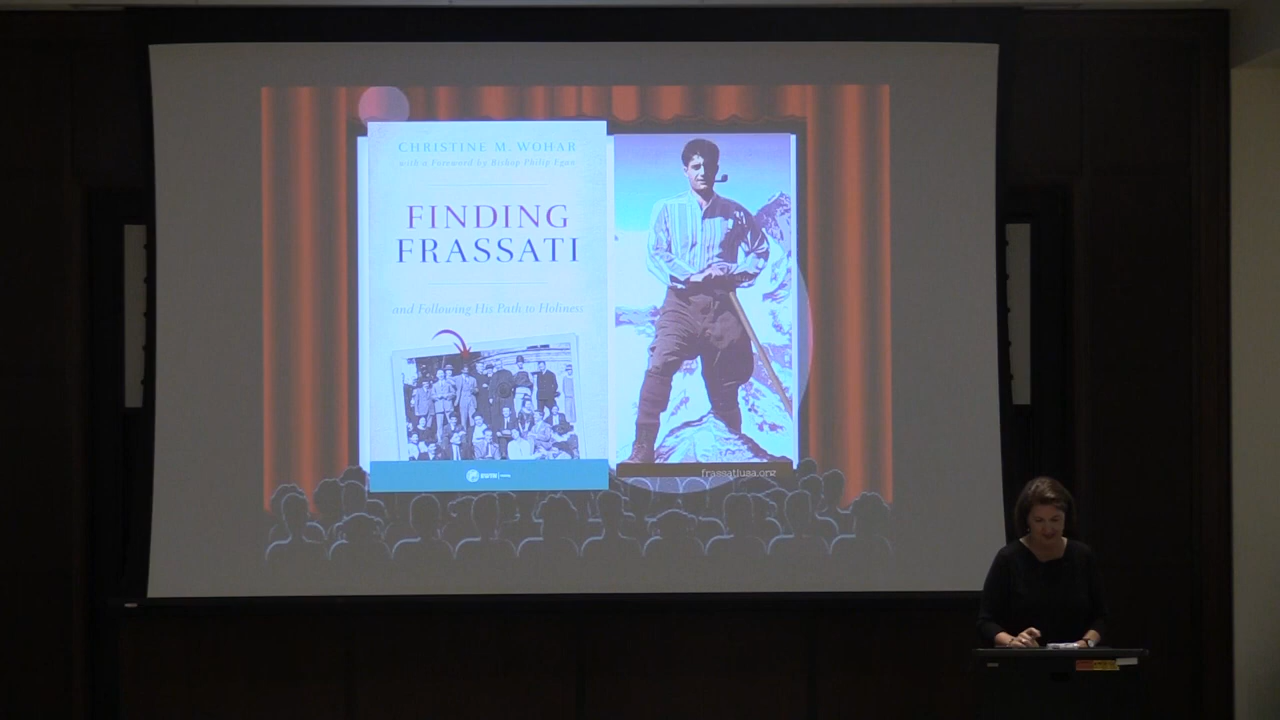 CHRISTINE M. WOHAR
with a Foreword by Bishop Philip Egan
FINDING
FRASSATI
and Following His Path to Holiness
frassatiusa.org